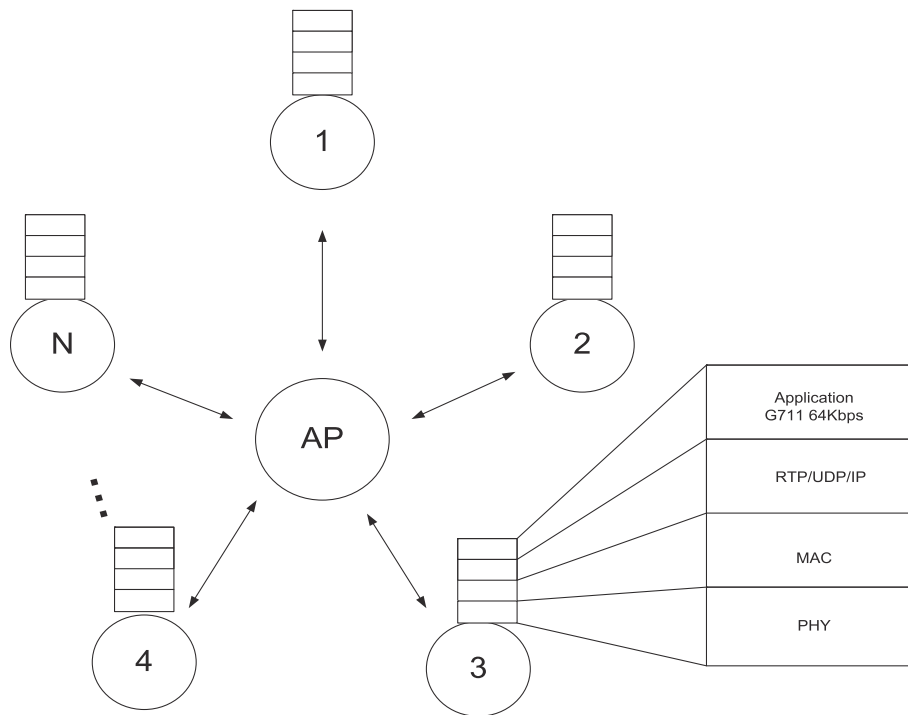 1
N
2
AP
Application
G711 64Kbps
RTP/UDP/IP
MAC
PHY
4
3